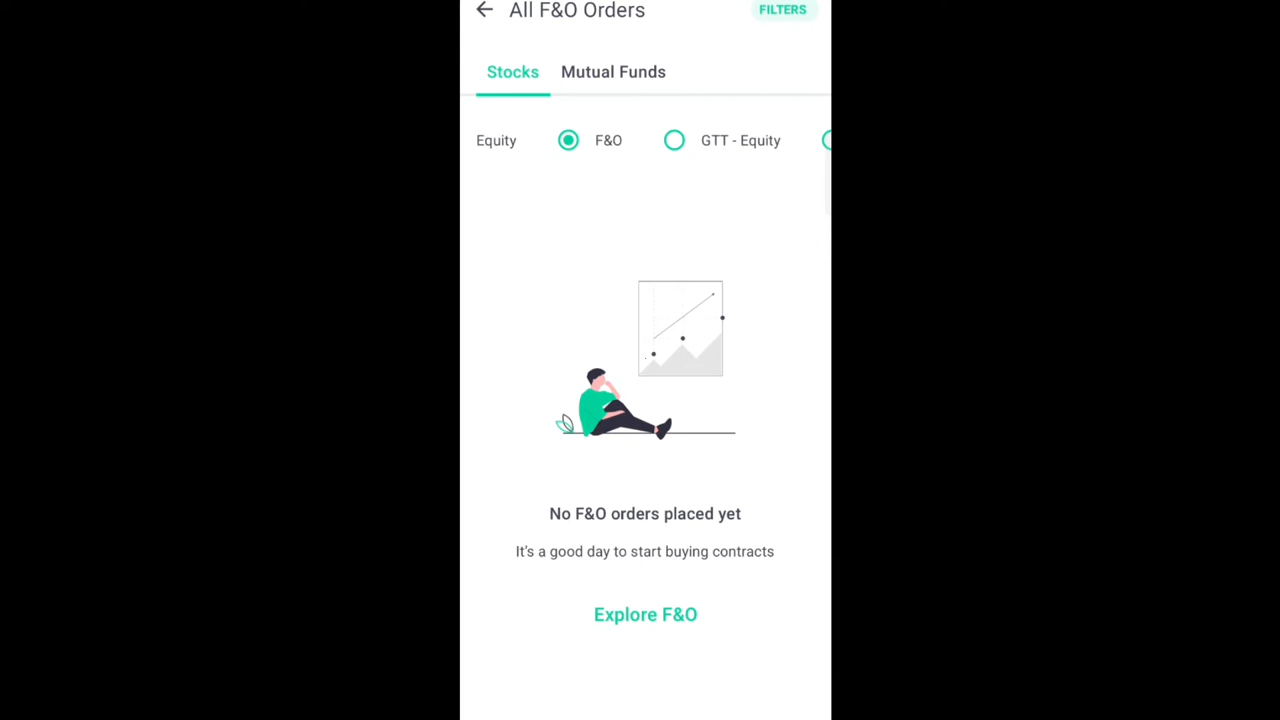 All F&O Orders
FILTERS
Stocks
Mutual Funds
Equity
F&O
GTT - Equity
No F&O orders placed yet
It's a good day to start buying contracts
Explore F&O